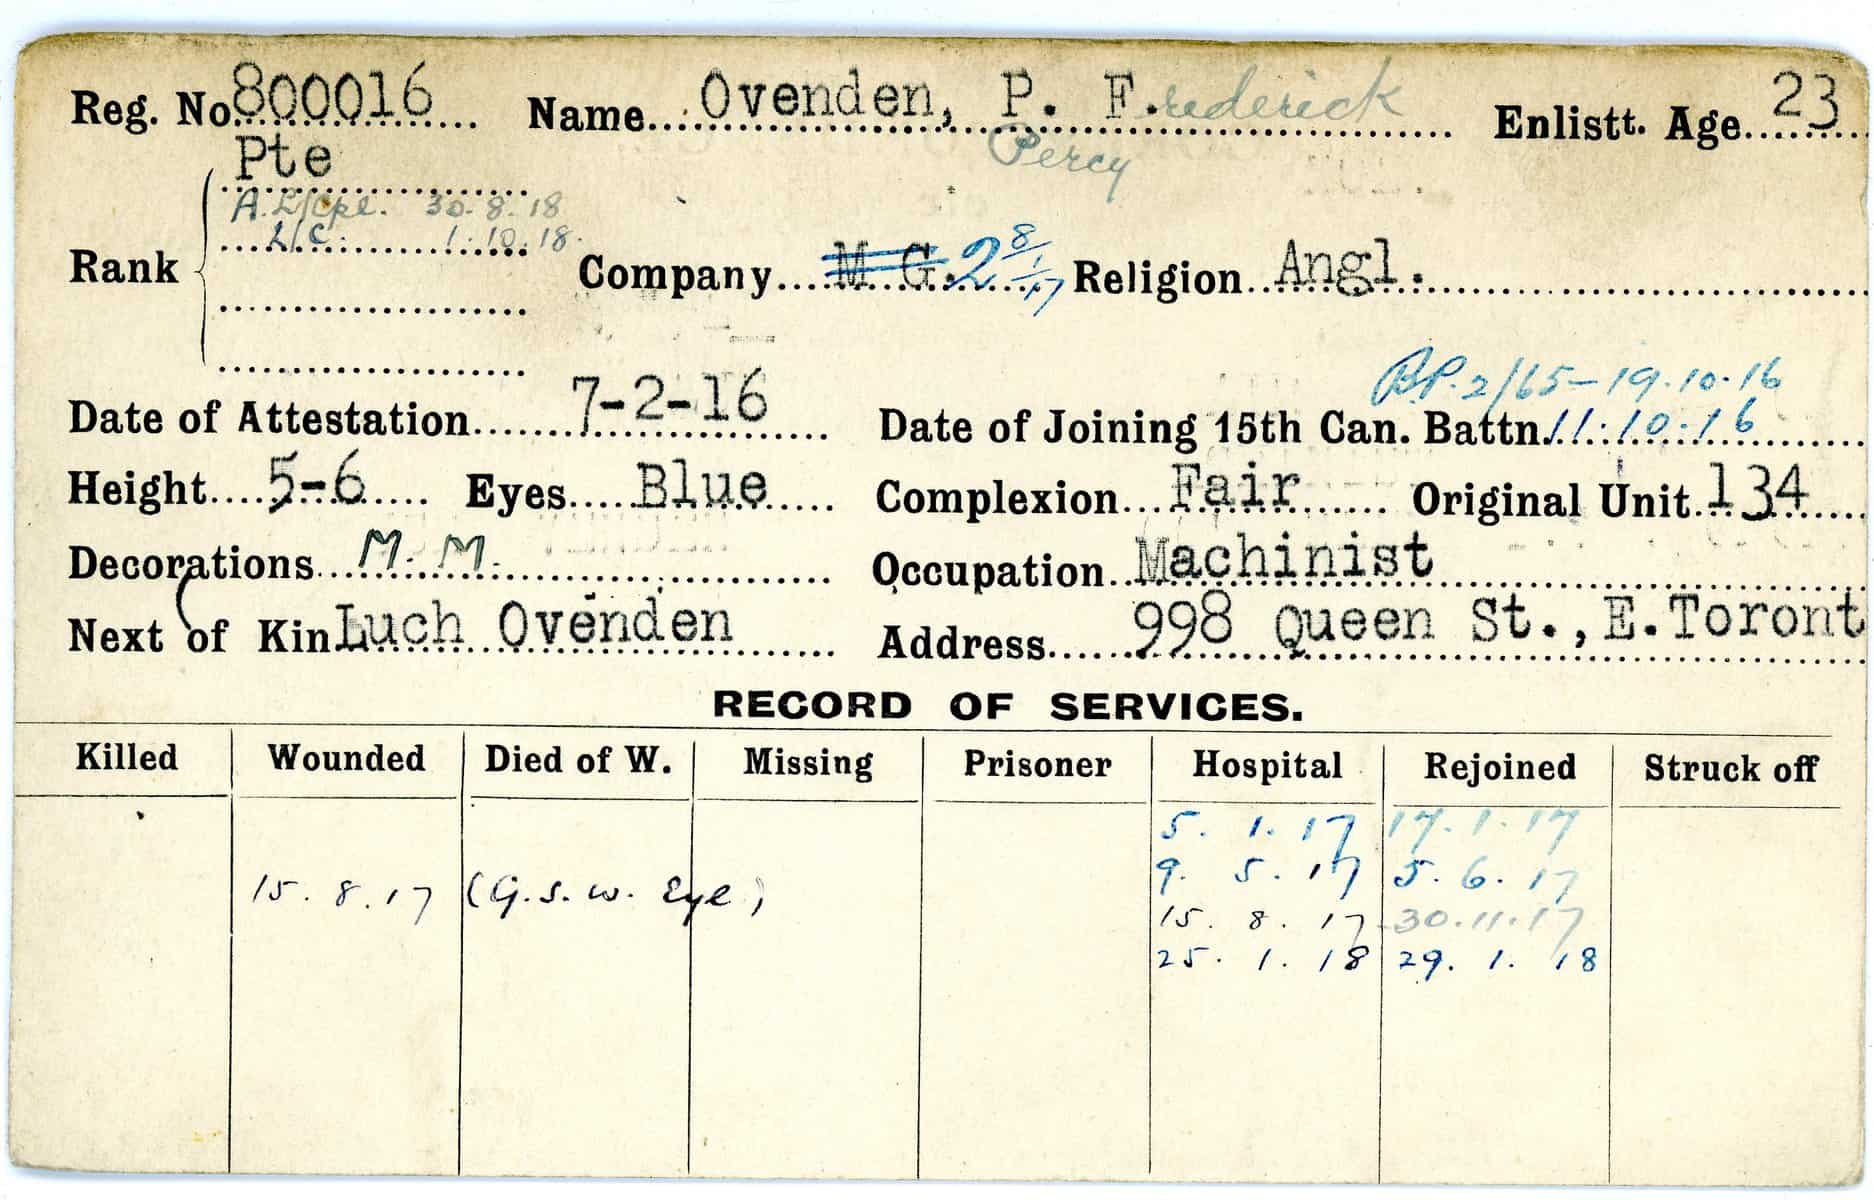 Reg. No. 800016 Name Ovenden, P. Frederick Enlistt. Age 23
Percy
Pte
A. L/Cpl. 30.8.18
L/C. 1.10.18.
Rank Company M G. 2 8/1/17 Religion Angl.
BP. 2/65 – 19.10.16
Date of Attestation 7-2-16 Date of Joining 15th Can. Battn. 11.10.16
Height 5-6 Eyes Blue Complexion Fair Original Unit 134
Decorations M. M. Occupation Machinist
Next of Kin Luch Ovenden Address 998 Queen St., E. Toront
RECORD OF SERVICES.
Killed Wounded Died of W. Missing Prisoner Hospital Rejoined Struck off
5. 1. 17 17. 1. 17
9. 5. 17 5. 6. 17
15. 8. 17 (G. S. W. Eye) 15. 8. 17 30.11.17
25. 1. 18 29. 1. 18